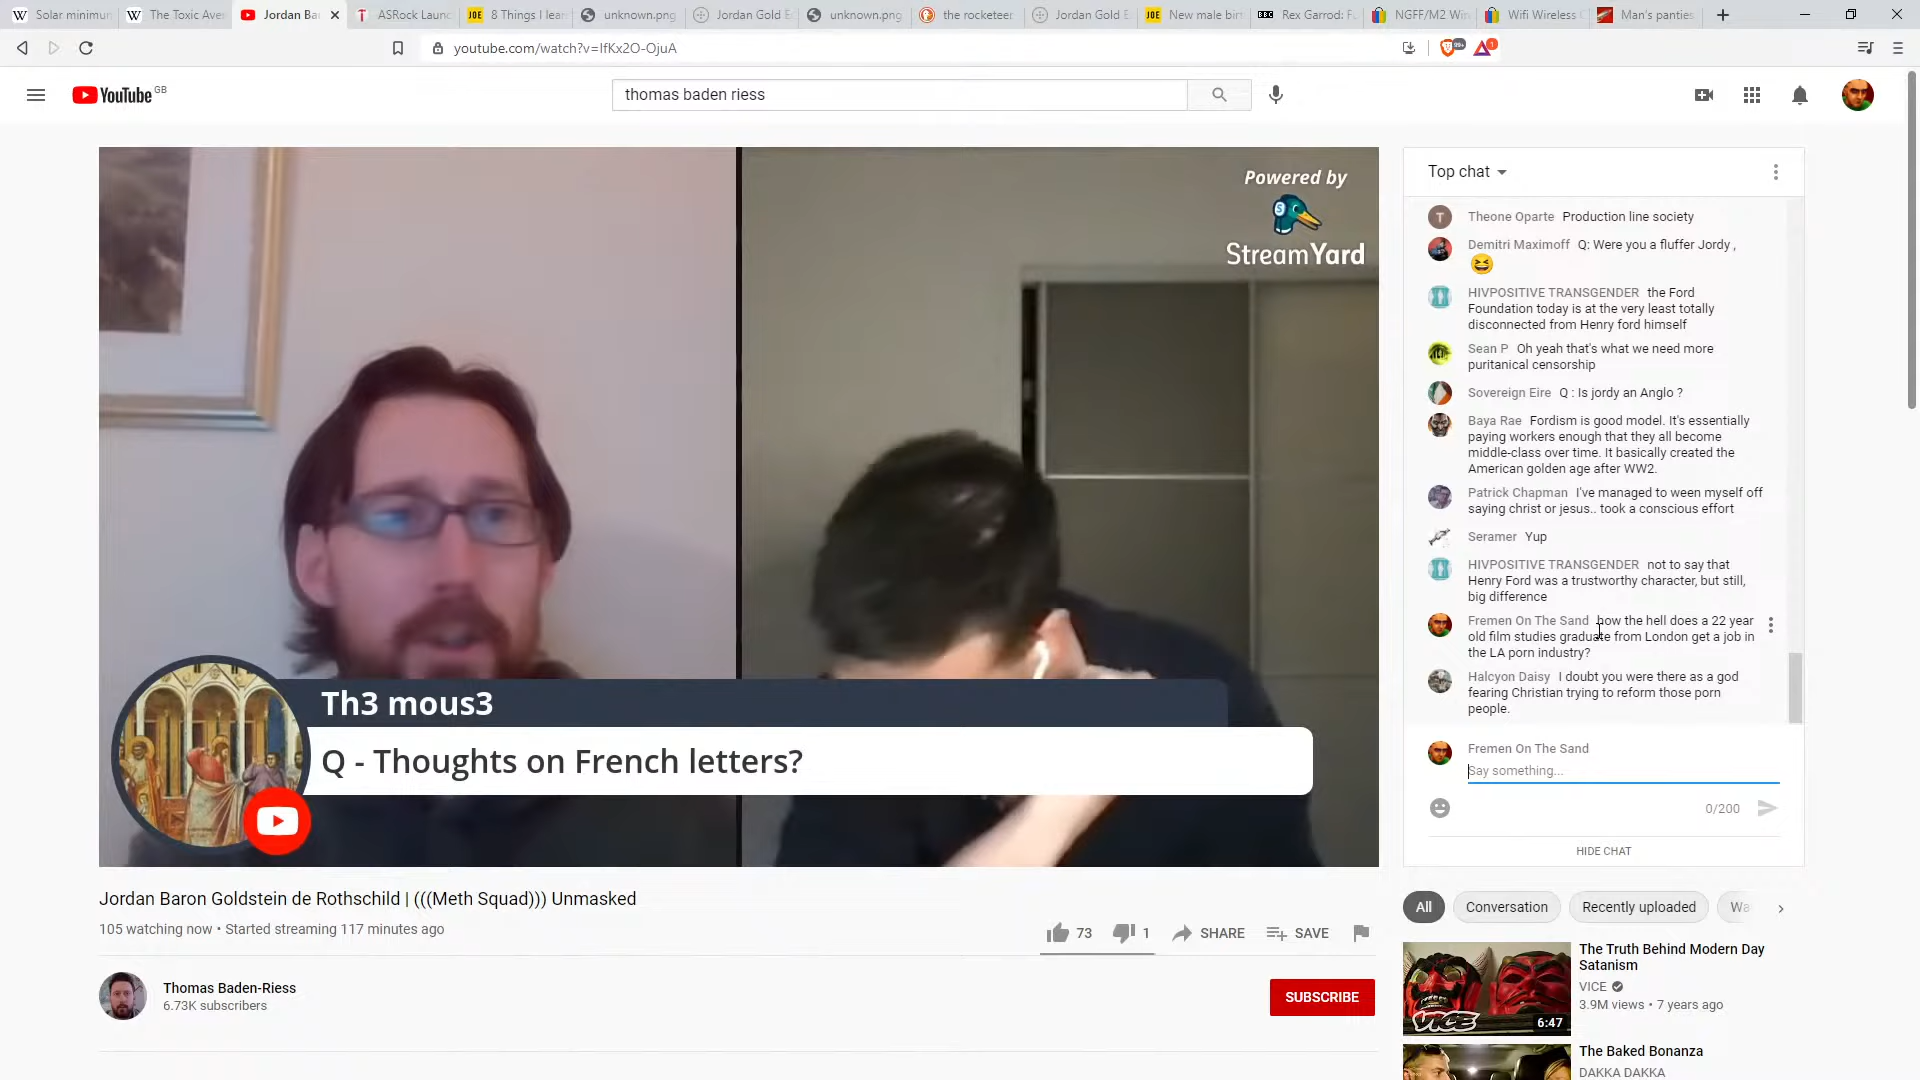 Solar minimum
The Toxic Ave
Jordan Ba
ASRock Laun
8 Things I lear
unknown.png
Jordan Gold E
unknown.png
the rocketeer
Jordan Gold E
New male bir
Rex Garrod: F
NGFF/M2 Wir
Wifi Wireless C
Man's panties
youtube.com/watch?v=IfKx2O-OjuA
99+
1
YouTube GB
thomas baden riess
Powered by
StreamYard
Th3 mous3
Q - Thoughts on French letters?
Jordan Baron Goldstein de Rothschild | (((Meth Squad))) Unmasked
105 watching now • Started streaming 117 minutes ago
73
1
SHARE
SAVE
Thomas Baden-Riess
6.73K subscribers
SUBSCRIBE
Top chat
T
Theone Oparte Production line society
Demitri Maximoff Q: Were you a fluffer Jordy ,
HIVPOSITIVE TRANSGENDER the Ford
Foundation today is at the very least totally
disconnected from Henry ford himself
Sean P Oh yeah that's what we need more
puritanical censorship
Sovereign Eire Q : Is jordy an Anglo ?
Baya Rae Fordism is good model. It's essentially
paying workers enough that they all become
middle-class over time. It basically created the
American golden age after WW2.
Patrick Chapman I've managed to ween myself off
saying christ or jesus.. took a conscious effort
Seramer Yup
HIVPOSITIVE TRANSGENDER not to say that
Henry Ford was a trustworthy character, but still,
big difference
Fremen On The Sand how the hell does a 22 year
old film studies graduate from London get a job in
the LA porn industry?
Halcyon Daisy I doubt you were there as a god
fearing Christian trying to reform those porn
people.
Fremen On The Sand
Say something...
0/200
HIDE CHAT
All
Conversation
Recently uploaded
Wa
The Truth Behind Modern Day
Satanism
VICE
3.9M views • 7 years ago
VICE
6:47
The Baked Bonanza
DAKKA DAKKA